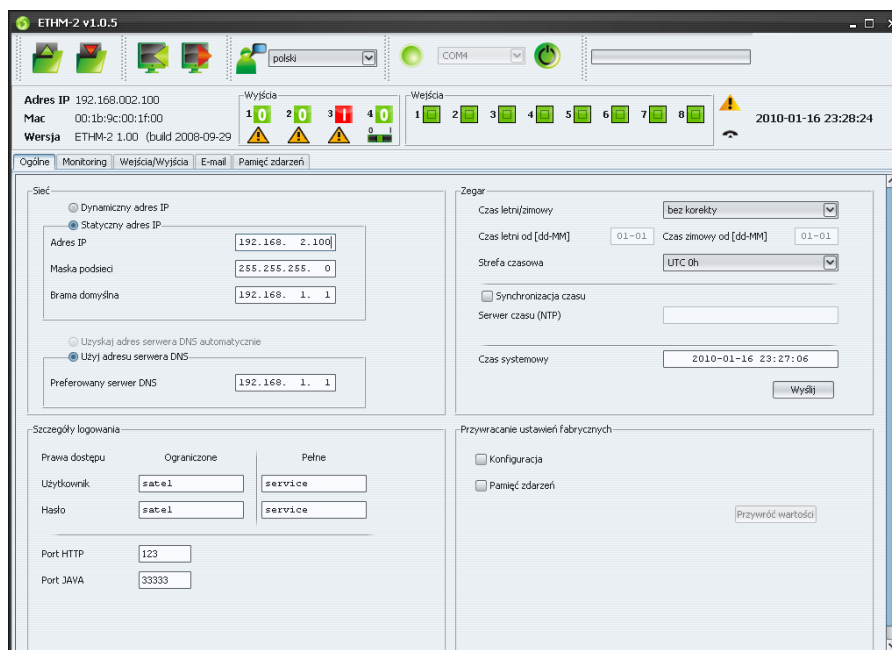 ETHM-2 v1.0.5
polski
COM4
Adres IP 192.168.002.100
Mac 00:1b:9c:00:1f:00
Wersja ETHM-2 1.00 (build 2008-09-29
Wyjścia
1 0 2 0 3 I 4 0
0 I
Wejścia
1 2 3 4 5 6 7 8
2010-01-16 23:28:24
Ogólne Monitoring Wejścia/Wyjścia E-mail Pamięć zdarzeń
Sieć
Dynamiczny adres IP
Statyczny adres IP
Adres IP 192.168. 2.100
Maska podsieci 255.255.255. 0
Brama domyślna 192.168. 1. 1
Uzyskaj adres serwera DNS automatycznie
Użyj adresu serwera DNS
Preferowany serwer DNS 192.168. 1. 1
Zegar
Czas letni/zimowy bez korekty
Czas letni od [dd-MM] 01-01 Czas zimowy od [dd-MM] 01-01
Strefa czasowa UTC 0h
Synchronizacja czasu
Serwer czasu (NTP)
Czas systemowy 2010-01-16 23:27:06
Wyślij
Szczegóły logowania
Prawa dostępu Ograniczone Pełne
Użytkownik satel service
Hasło satel service
Port HTTP 123
Port JAVA 33333
Przywracanie ustawień fabrycznych
Konfiguracja
Pamięć zdarzeń
Przywróć wartości